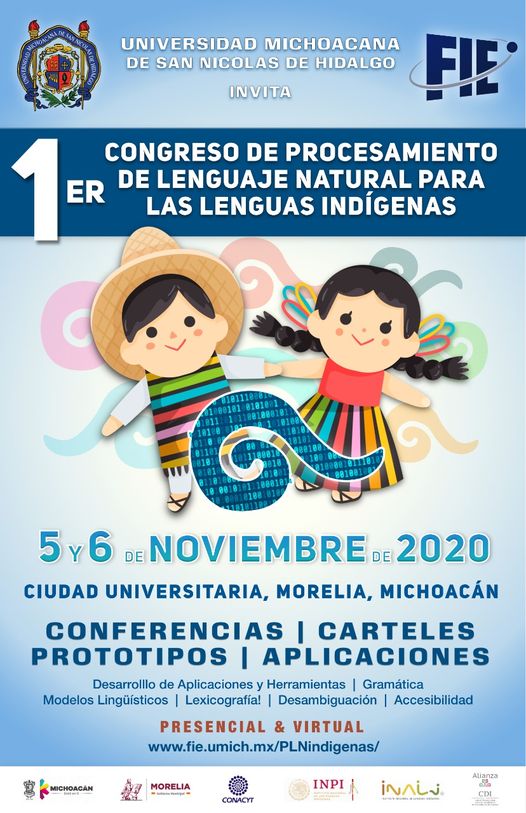 UNIVERSIDAD MICHOACANA
DE SAN NICOLAS DE HIDALGO
INVITA
FIE
1ER CONGRESO DE PROCESAMIENTO
DE LENGUAJE NATURAL PARA
LAS LENGUAS INDÍGENAS
5 Y 6 DE NOVIEMBRE DE 2020
CIUDAD UNIVERSITARIA, MORELIA, MICHOACÁN
CONFERENCIAS | CARTELES
PROTOTIPOS | APLICACIONES
Desarrolllo de Aplicaciones y Herramientas | Gramática
Modelos Lingüísticos | Lexicografía! | Desambiguación | Accesibilidad
PRESENCIAL & VIRTUAL
www.fie.umich.mx/PLNindigenas/
MICHOACÁN
MORELIA
CONACYT
INPI
INALI
Alianza
CDI